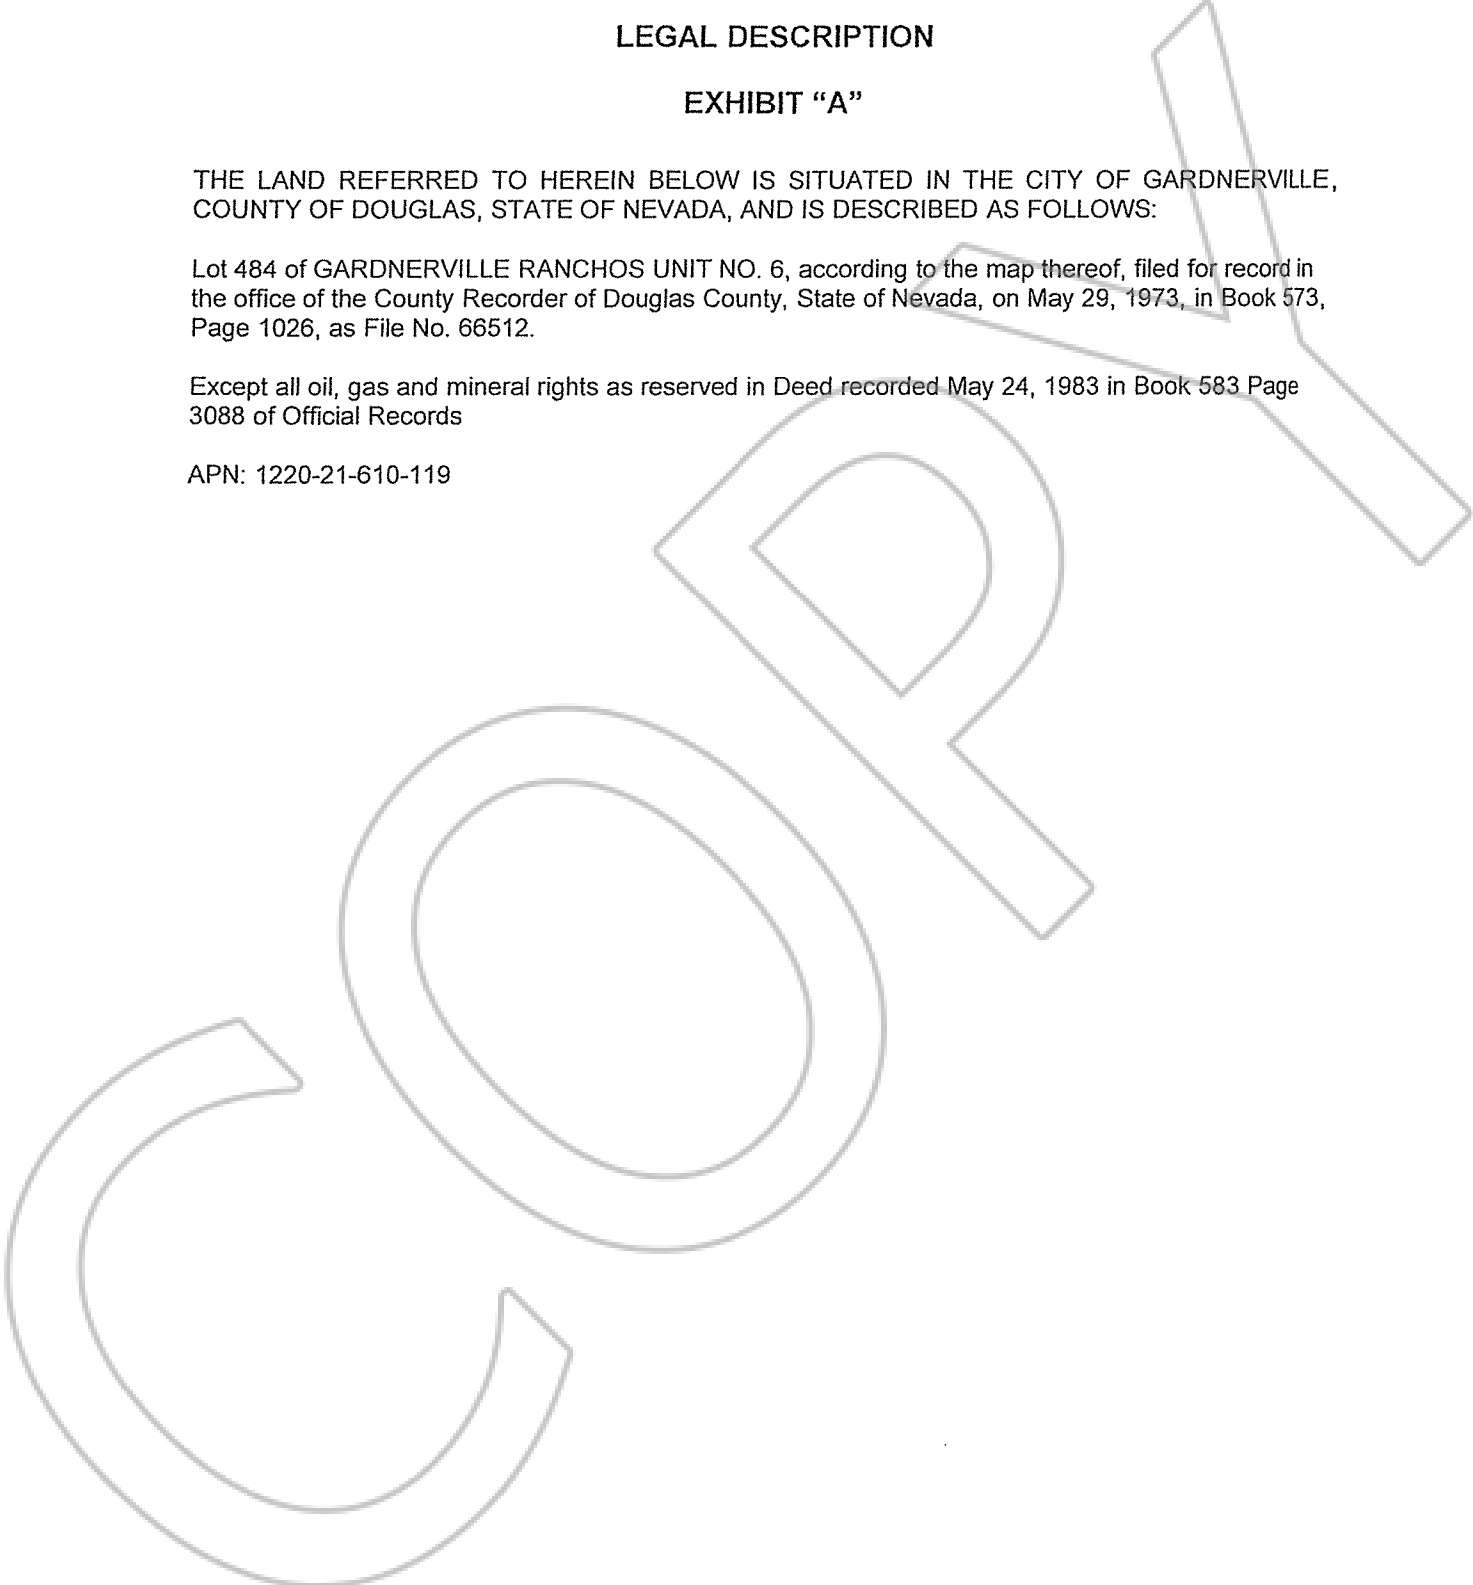 LEGAL DESCRIPTION
EXHIBIT “A”
THE LAND REFERRED TO HEREIN BELOW IS SITUATED IN THE CITY OF GARDNERVILLE,
COUNTY OF DOUGLAS, STATE OF NEVADA, AND IS DESCRIBED AS FOLLOWS:
Lot 484 of GARDNERVILLE RANCHOS UNIT NO. 6, according to the map thereof, filed for record in
the office of the County Recorder of Douglas County, State of Nevada, on May 29, 1973, in Book 573,
Page 1026, as File No. 66512.
Except all oil, gas and mineral rights as reserved in Deed recorded May 24, 1983 in Book 583 Page
3088 of Official Records
APN: 1220-21-610-119
COPY